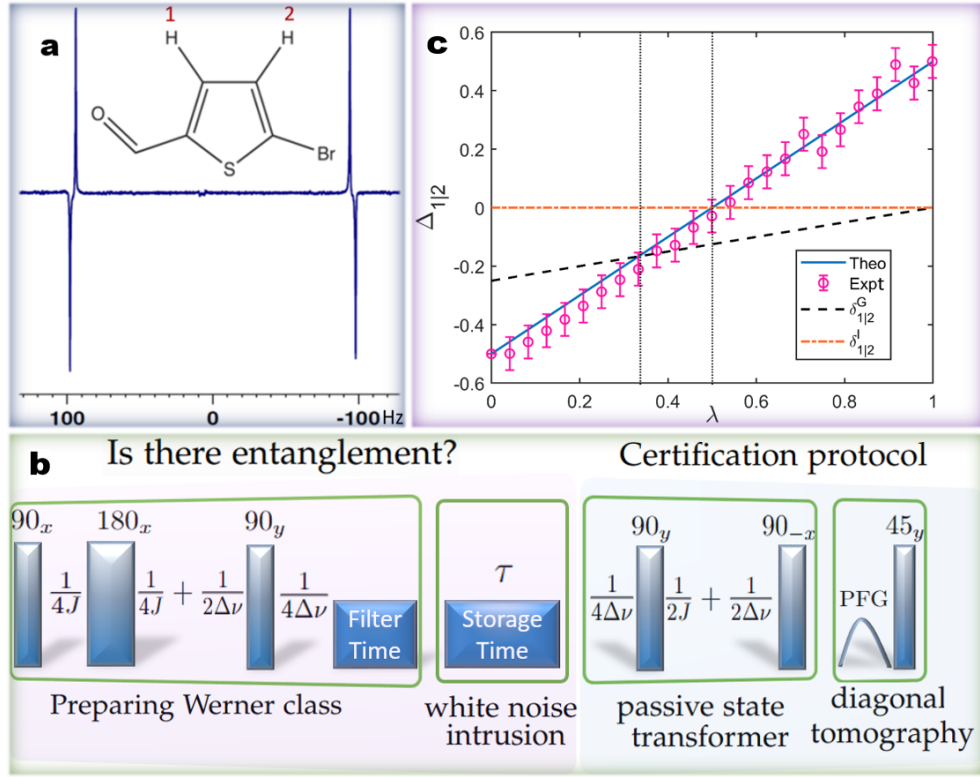 a
1 2
H H
O
S
Br
100 0 -100Hz
c
0.6
0.4
0.2
0
-0.2
-0.4
-0.6
Δ1|2
0 0.2 0.4 0.6 0.8 1
λ
Theo
Expt
δ^G_1|2
δ^I_1|2
b
Is there entanglement?
90x 180x 90y
1/4J 1/4J + 1/2Δν 1/4Δν
Filter
Time
Preparing Werner class
τ
Storage
Time
white noise
intrusion
Certification protocol
90y 90−x
1/4Δν 1/2J + 1/2Δν
passive state
transformer
45y
PFG
diagonal
tomography